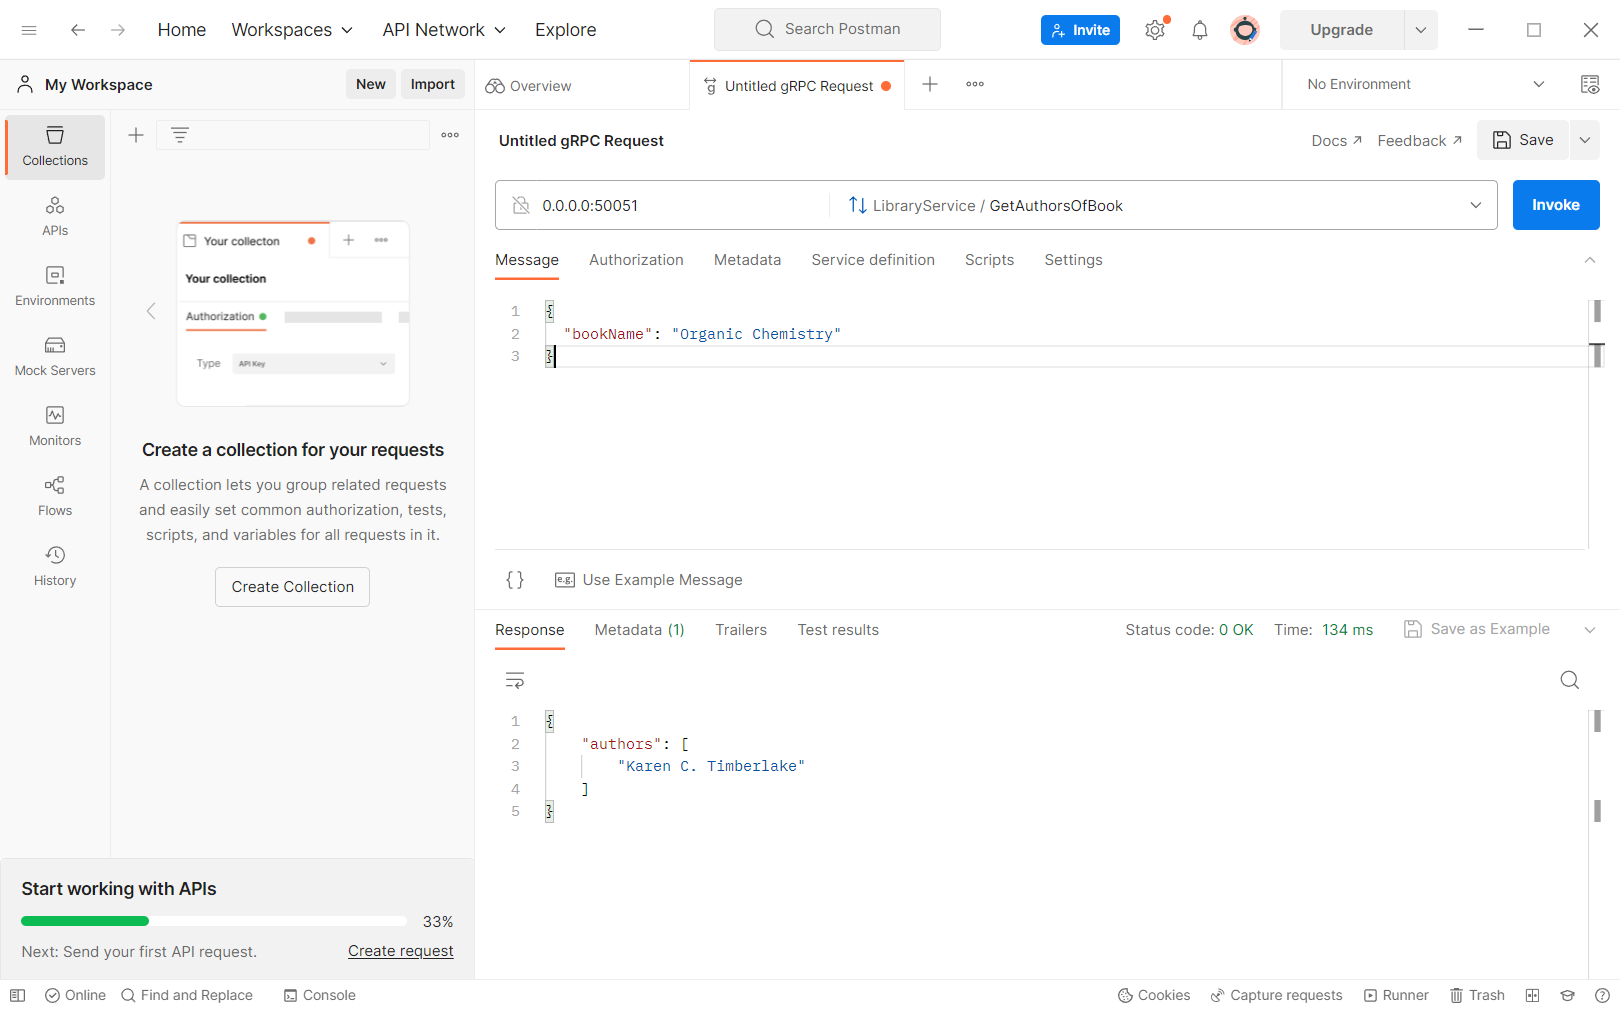 Home Workspaces API Network Explore Search Postman Invite Upgrade
My Workspace New Import Overview Untitled gRPC Request No Environment
Collections
APIs
Environments
Mock Servers
Monitors
Flows
History
Your collecton
Your collection
Authorization
Type API Key
Create a collection for your requests
A collection lets you group related requests
and easily set common authorization, tests,
scripts, and variables for all requests in it.
Create Collection
Start working with APIs
33%
Next: Send your first API request. Create request
Untitled gRPC Request Docs Feedback Save
0.0.0.0:50051 LibraryService / GetAuthorsOfBook Invoke
Message Authorization Metadata Service definition Scripts Settings
1 {
2 "bookName": "Organic Chemistry"
3 }
{} e.g. Use Example Message
Response Metadata (1) Trailers Test results Status code: 0 OK Time: 134 ms Save as Example
1 {
2 "authors": [
3 "Karen C. Timberlake"
4 ]
5 }
Online Find and Replace Console Cookies Capture requests Runner Trash